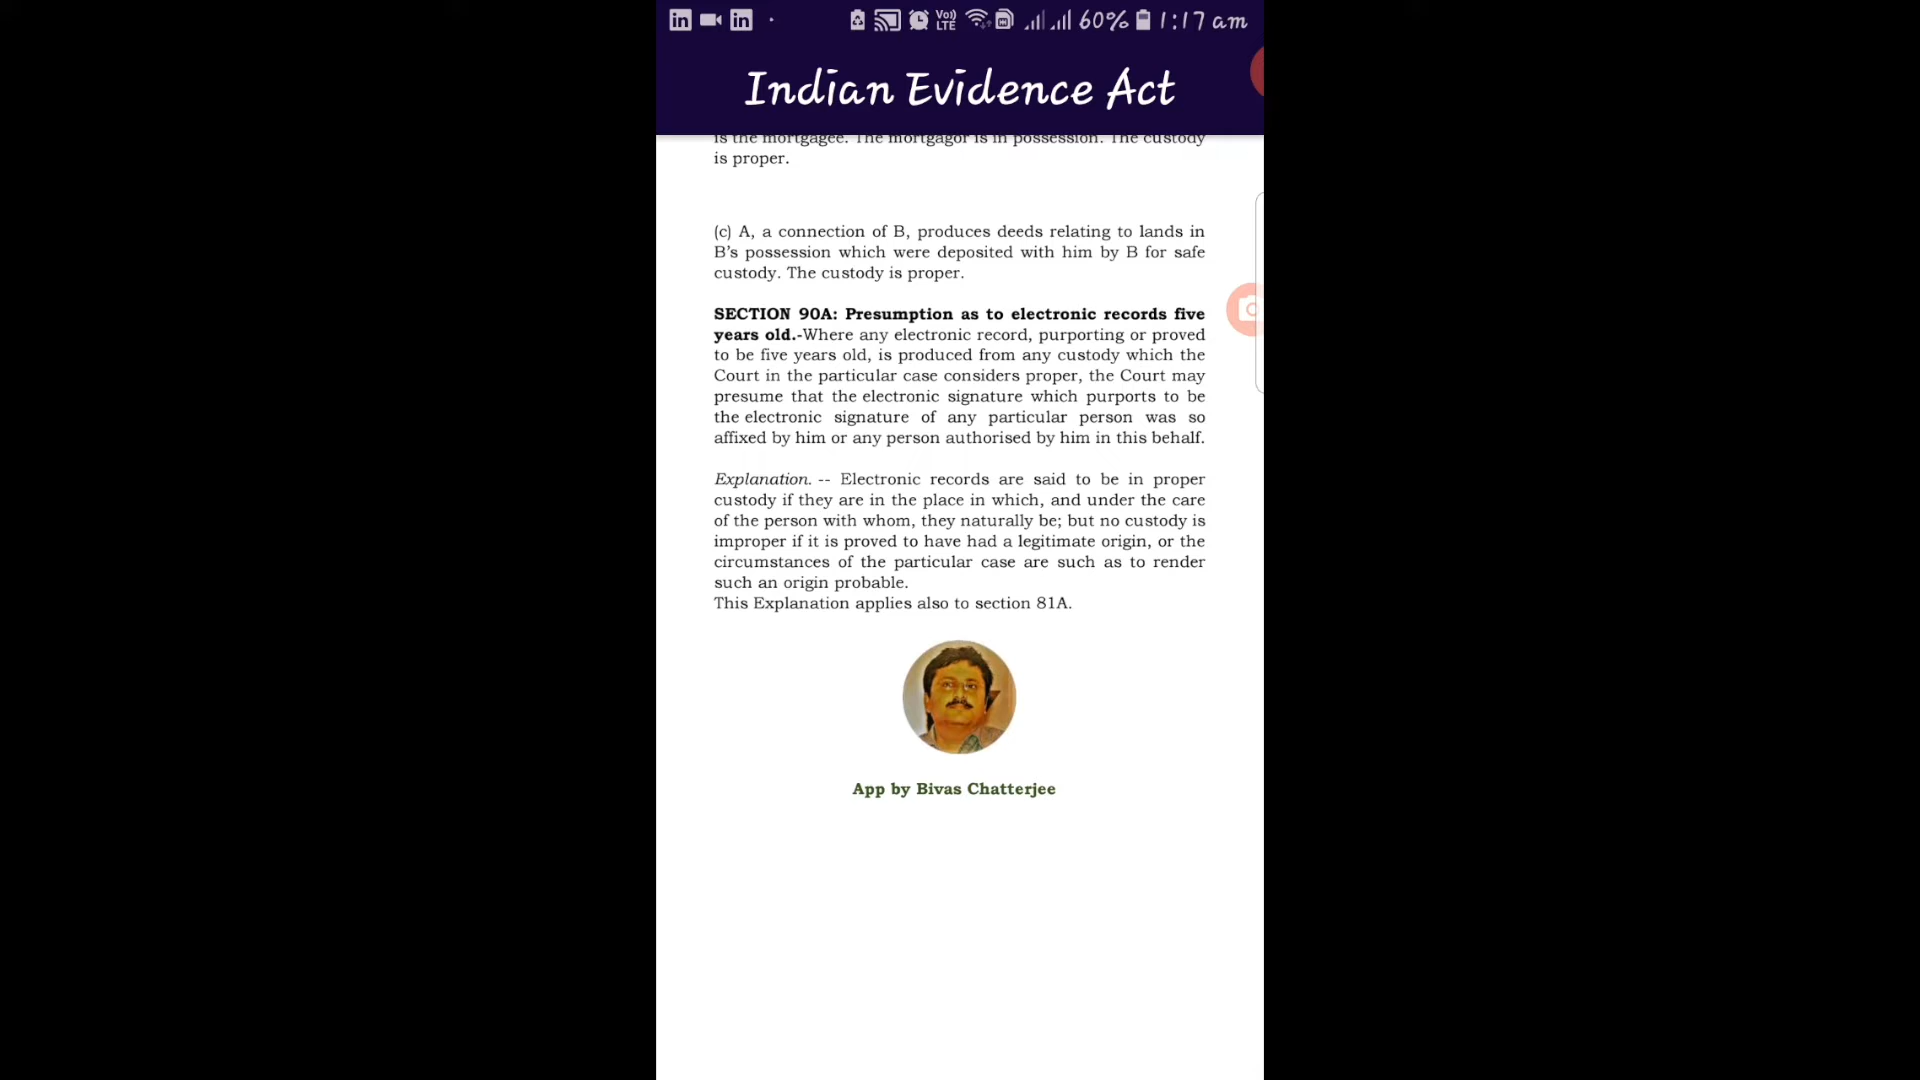 in in
Vo)) LTE 60% 1:17 am
Indian Evidence Act
is the mortgagee. The mortgagor is in possession. The custody
is proper.
(c) A, a connection of B, produces deeds relating to lands in
B's possession which were deposited with him by B for safe
custody. The custody is proper.
SECTION 90A: Presumption as to electronic records five
years old.-Where any electronic record, purporting or proved
to be five years old, is produced from any custody which the
Court in the particular case considers proper, the Court may
presume that the electronic signature which purports to be
the electronic signature of any particular person was so
affixed by him or any person authorised by him in this behalf.
Explanation. -- Electronic records are said to be in proper
custody if they are in the place in which, and under the care
of the person with whom, they naturally be; but no custody is
improper if it is proved to have had a legitimate origin, or the
circumstances of the particular case are such as to render
such an origin probable.
This Explanation applies also to section 81A.
App by Bivas Chatterjee